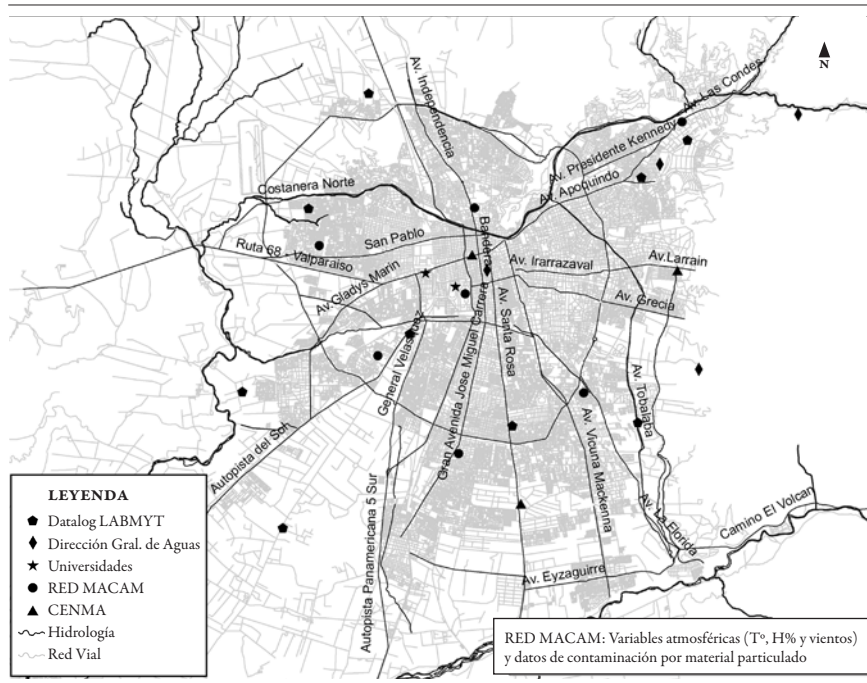 N
Av. Independencia
Av. Las Condes
Av. Presidente Kennedy
Av. Apoquindo
Costanera Norte
San Pablo
Bandera
Ruta 68 - Valparaiso
Av. Irarrazaval
Av.Larrain
Av.Gladys Marin
Av. Grecia
General Velasquez
Gran Avenida Jose Miguel Carrera
Av. Santa Rosa
Av. Tobalaba
Av. Vicuna Mackenna
Autopista del Sol
Autopista Panamericana 5 Sur
Av. La Florida
Camino El Volcan
Av. Eyzaguirre
LEYENDA
Datalog LABMYT
Dirección Gral. de Aguas
Universidades
RED MACAM
CENMA
Hidrología
Red Vial
RED MACAM: Variables atmosféricas (Tº, H% y vientos)
y datos de contaminación por material particulado